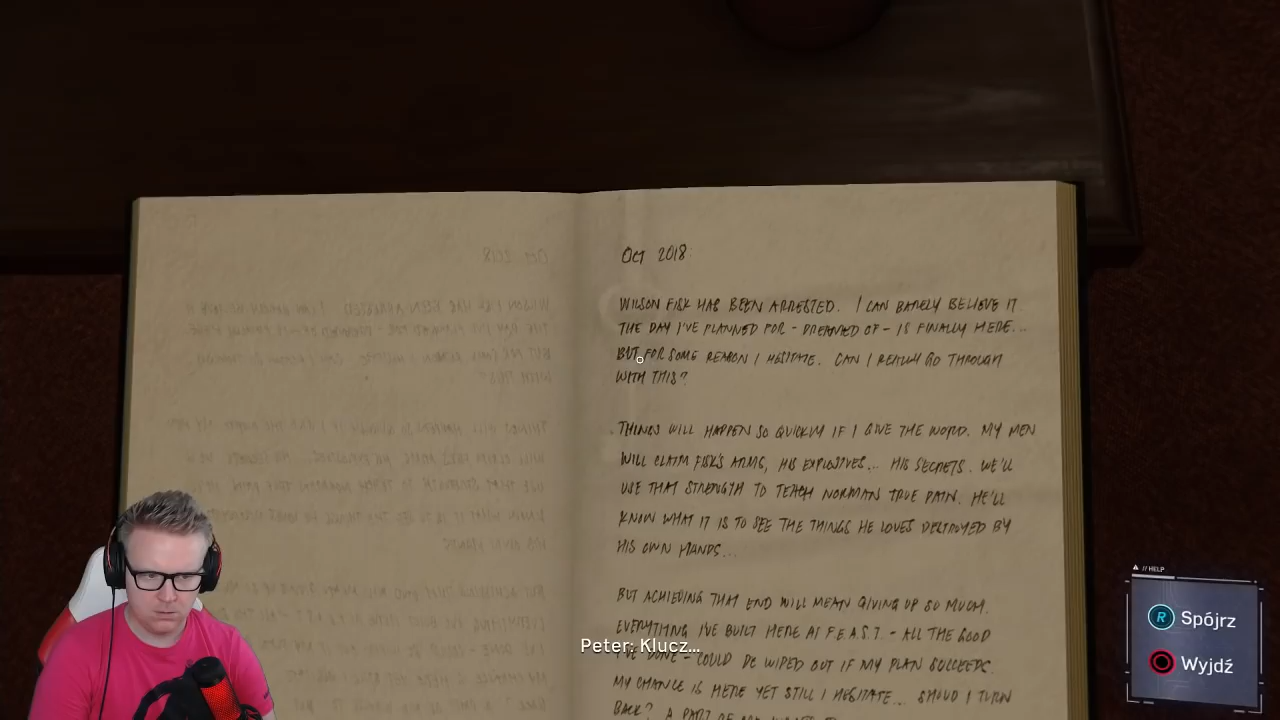 OCT 2018:
WILSON FISK HAS BEEN ARRESTED. I CAN BARELY BELIEVE IT.
THE DAY I'VE PLANNED FOR - DREAMED OF - IS FINALLY HERE...
BUT FOR SOME REASON I HESITATE. CAN I REALLY GO THROUGH
WITH THIS?
THINGS WILL HAPPEN SO QUICKLY IF I GIVE THE WORD. MY MEN
WILL CLAIM FISK'S ARMS, HIS EXPLOSIVES... HIS SECRETS. WE'LL
USE THAT STRENGTH TO TEACH NORMAN TRUE PAIN. HE'LL
KNOW WHAT IT IS TO SEE THE THINGS HE LOVES DESTROYED BY
HIS OWN HANDS...
BUT ACHIEVING THAT END WILL MEAN GIVING UP SO MUCH.
EVERYTHING I'VE BUILT HERE AT F.E.A.S.T. - ALL THE GOOD
I'VE DONE - COULD BE WIPED OUT IF MY PLAN SUCCEEDS.
MY CHANCE IS HERE YET STILL I HESITATE... SHOULD I TURN
BACK? A PART OF
Peter: Klucz...
HELP
R Spójrz
Wyjdź